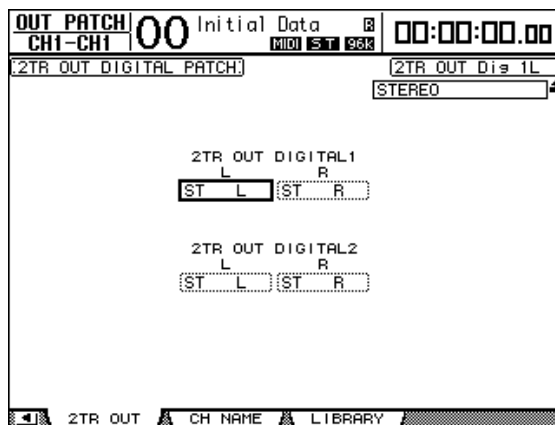 OUT PATCH
CH1-CH1
00
Initial Data
R
MIDI ST 96K
00:00:00.00
2TR OUT DIGITAL PATCH
2TR OUT Dig 1L
STEREO
2TR OUT DIGITAL1
L R
ST L ST R
2TR OUT DIGITAL2
L R
ST L ST R
2TR OUT CH NAME LIBRARY